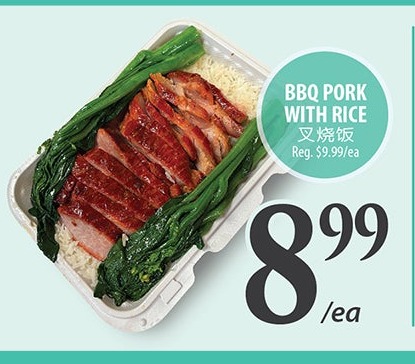 BBQ PORK
WITH RICE
叉烧饭
Reg. $9.99/ea
8.99
/ea